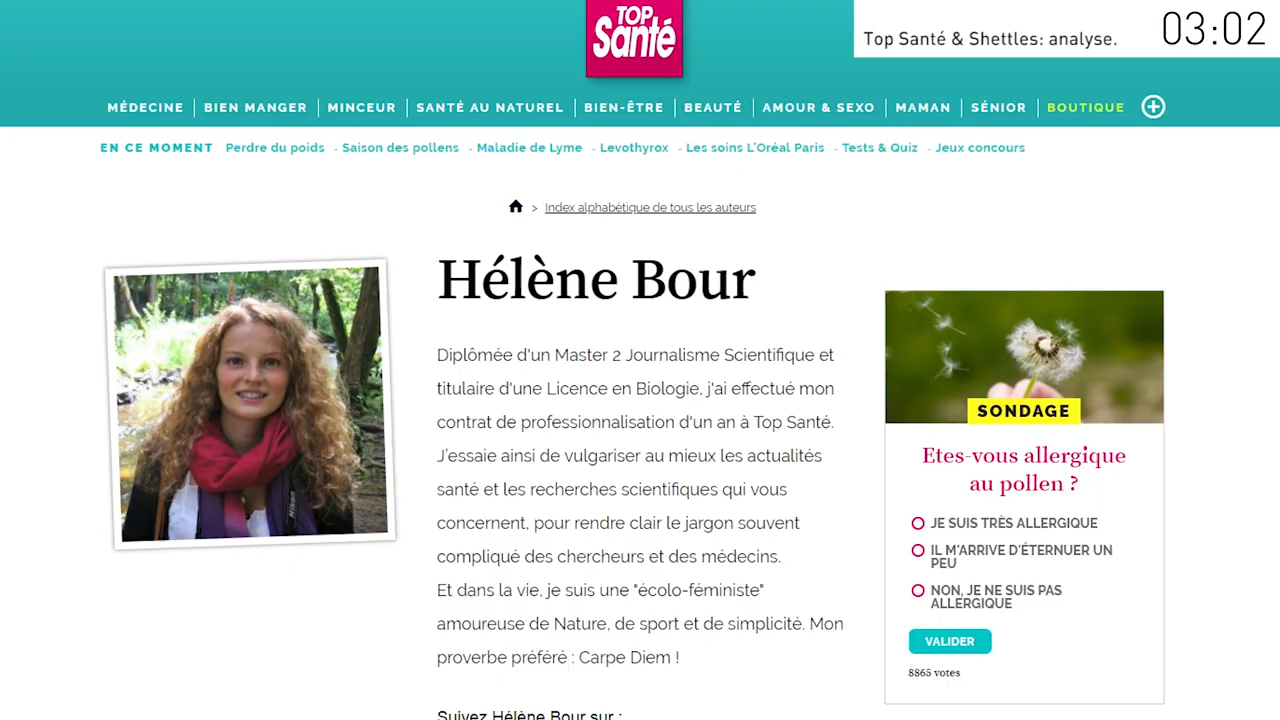 TOP
Santé
Top Santé & Shettles: analyse.
03:02
MÉDECINE
BIEN MANGER
MINCEUR
SANTÉ AU NATUREL
BIEN-ÊTRE
BEAUTÉ
AMOUR & SEXO
MAMAN
SÉNIOR
BOUTIQUE
EN CE MOMENT Perdre du poids - Saison des pollens - Maladie de Lyme - Levothyrox - Les soins L'Oréal Paris - Tests & Quiz - Jeux concours
> Index alphabétique de tous les auteurs
Hélène Bour
Diplômée d'un Master 2 Journalisme Scientifique et
titulaire d'une Licence en Biologie, j'ai effectué mon
contrat de professionnalisation d'un an à Top Santé.
J'essaie ainsi de vulgariser au mieux les actualités
santé et les recherches scientifiques qui vous
concernent, pour rendre clair le jargon souvent
compliqué des chercheurs et des médecins.
Et dans la vie, je suis une "écolo-féministe"
amoureuse de Nature, de sport et de simplicité. Mon
proverbe préféré : Carpe Diem !
Suivez Hélène Bour sur :
Nikon
SONDAGE
Etes-vous allergique
au pollen ?
JE SUIS TRÈS ALLERGIQUE
IL M'ARRIVE D'ÉTERNUER UN
PEU
NON, JE NE SUIS PAS
ALLERGIQUE
VALIDER
8865 votes